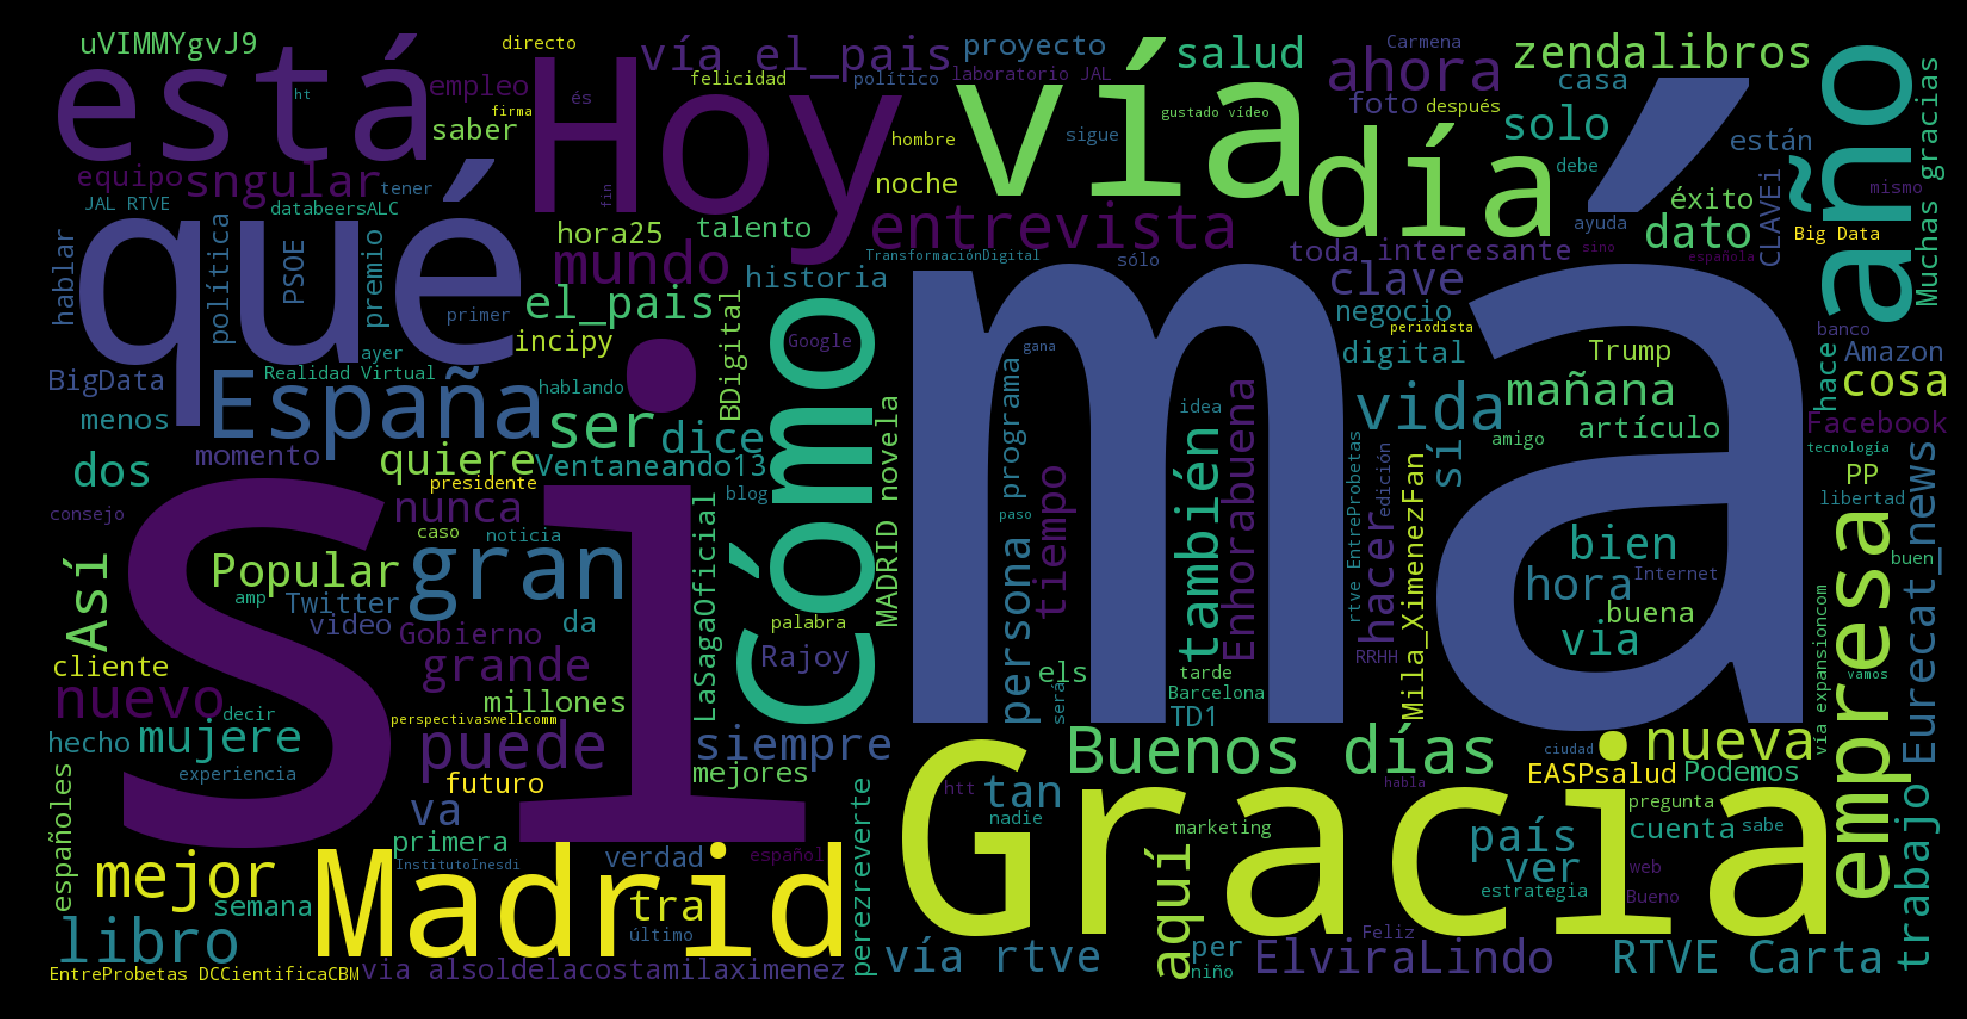 uVIMMYgvJ9
directo
vía el_pais
proyecto
salud
Carmena
ahora
zendalibros
está
ht
empleo
felicidad
político
laboratorio JAL
casa
foto
después
Hoy
vía
día
año
Muchas gracias
firma
és
saber
hombre
sigue
gustado vídeo
solo
están
debe
equipo
sngular
tener
noche
mismo
JAL RTVE
databeersALC
fin
entrevista
éxito
CLAVEi
hablar
política
PSOE
premio
qué
hora25
talento
ayuda
dato
Big Data
mundo
TransformaciónDigital
sólo
toda interesante
sino
española
historia
clave
primer
el_pais
BDigital
negocio
periodista
banco
ayer
incipy
Google
gana
digital
Trump
hace
Amazon
BigData
Realidad Virtual
hablando
Cómo
má
mañana
cosa
menos
España
ser
dice
MADRID novela
persona programa
idea
vida
artículo
Facebook
momento
quiere
Ventaneando13
también
Enhorabuena
amigo
sí
tecnología
dos
presidente
blog
tiempo
rtve EntreProbetas
edición
PP
consejo
nunca
LaSagaOficial
paso
hacer
Mila_XimenezFan
libertad
Eurecat_news
Si
caso
noticia
bien
empresa
buen
Así
Popular
gran
hora
Internet
amp
Twitter
video
da
palabra
buena
Gobierno
Rajoy
RRHH
vía
cliente
grande
els
tarde
vía expansioncom
vamos
nuevo
millones
será
Barcelona
decir
perspectivaswellcomm
TD1
hecho
mujere
puede
siempre
Buenos días
ciudad
nueva
experiencia
mejores
EASPsalud
Podemos
españoles
futuro
perezreverte
htt
tan
habla
trabajo
va
nadie
pregunta
primera
Gracia
marketing
país
cuenta
sabe
mejor
InstitutoInesdi
verdad
español
aquí
ver
web
semana
Madrid
tra
estrategia
Bueno
libro
último
vía rtve
per
Feliz
EntreProbetas DCCientificaCBM
via alsoldelacosta
milaximenez
niño
ElviraLindo
RTVE Carta